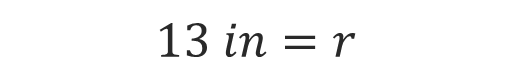 13 in = r